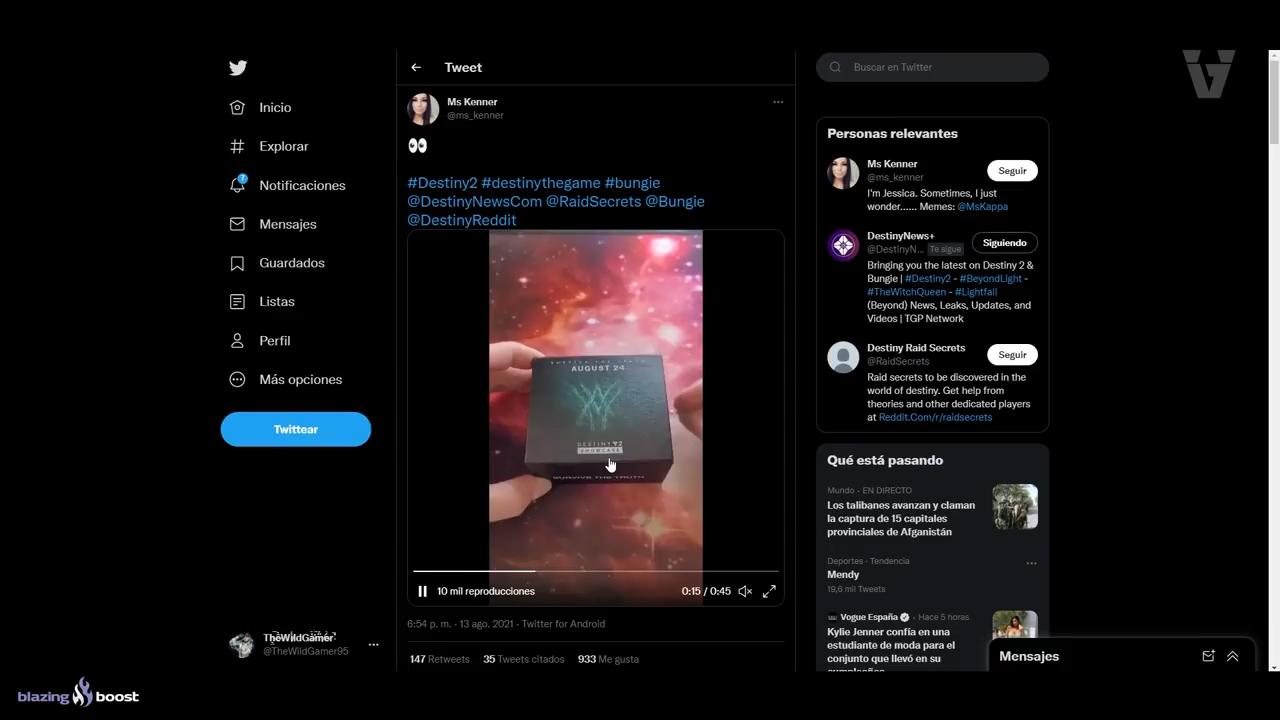 Inicio
Explorar
7
Notificaciones
Mensajes
Guardados
Listas
Perfil
Más opciones
Twittear
TheWildGamer
@TheWildGamer95
blazing boost
Tweet
Ms Kenner
@ms_kenner
#Destiny2 #destinythegame #bungie
@DestinyNewsCom @RaidSecrets @Bungie
@DestinyReddit
AUGUST 24
DESTINY 2
SHOWCASE
SURVIVE THE TRUTH
10 mil reproducciones
0:15 / 0:45
6:54 p. m. · 13 ago. 2021 · Twitter for Android
147 Retweets 35 Tweets citados 933 Me gusta
Buscar en Twitter
Personas relevantes
Ms Kenner
@ms_kenner
Seguir
I'm Jessica. Sometimes, I just
wonder...... Memes: @MsKappa
DestinyNews+
@DestinyN... Te sigue
Siguiendo
Bringing you the latest on Destiny 2 &
Bungie | #Destiny2 - #BeyondLight -
#TheWitchQueen - #Lightfall
(Beyond) News, Leaks, Updates, and
Videos | TGP Network
Destiny Raid Secrets
@RaidSecrets
Seguir
Raid secrets to be discovered in the
world of destiny. Get help from
theories and other dedicated players
at Reddit.Com/r/raidsecrets
Qué está pasando
Mundo · EN DIRECTO
Los talibanes avanzan y claman
la captura de 15 capitales
provinciales de Afganistán
Deportes · Tendencia
Mendy
19,6 mil Tweets
Vogue España · Hace 5 horas
Kylie Jenner confía en una
estudiante de moda para el
conjunto que llevó en su
Mensajes